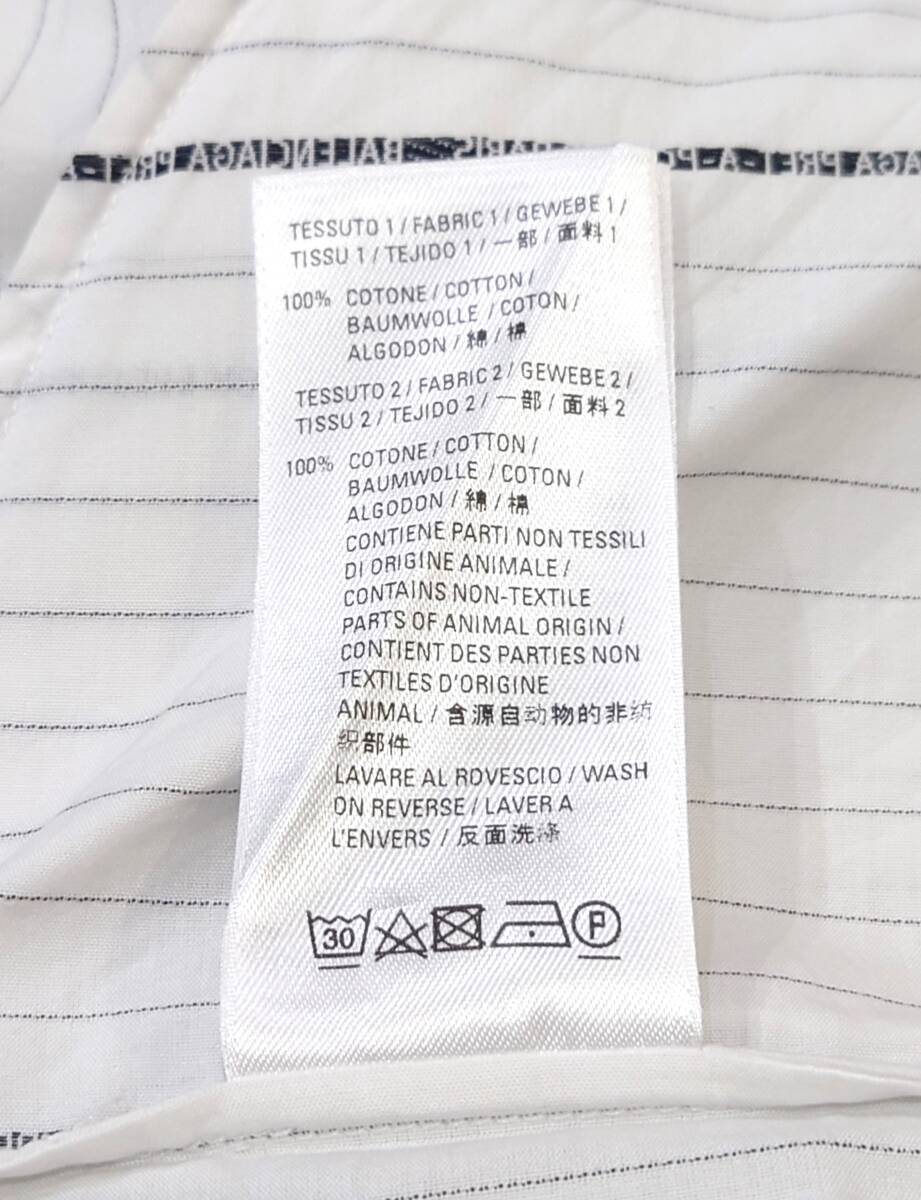 TESSUTO 1 / FABRIC 1 / GEWEBE 1 /
TISSU 1 / TEJIDO 1 / 一部 / 面料 1
100% COTONE / COTTON /
BAUMWOLLE / COTON /
ALGODON / 綿 / 棉
TESSUTO 2 / FABRIC 2 / GEWEBE 2 /
TISSU 2 / TEJIDO 2 / 一部 / 面料 2
100% COTONE / COTTON /
BAUMWOLLE / COTON /
ALGODON / 綿 / 棉
CONTIENE PARTI NON TESSILI
DI ORIGINE ANIMALE /
CONTAINS NON-TEXTILE
PARTS OF ANIMAL ORIGIN /
CONTIENT DES PARTIES NON
TEXTILES D'ORIGINE
ANIMAL / 含源自动物的非纺
织部件
LAVARE AL ROVESCIO / WASH
ON REVERSE / LAVER A
L'ENVERS / 反面洗涤
30 P